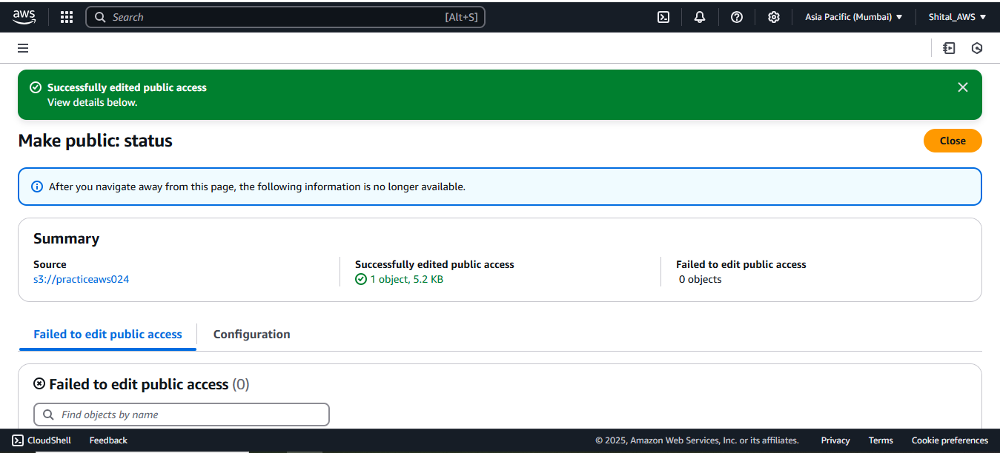 aws
Search [Alt+S] Asia Pacific (Mumbai) Shital_AWS
Successfully edited public access
View details below.
Make public: status
Close
After you navigate away from this page, the following information is no longer available.
Summary
Source
s3://practiceaws024
Successfully edited public access
1 object, 5.2 KB
Failed to edit public access
0 objects
Failed to edit public access Configuration
Failed to edit public access (0)
Find objects by name
CloudShell Feedback © 2025, Amazon Web Services, Inc. or its affiliates. Privacy Terms Cookie preferences